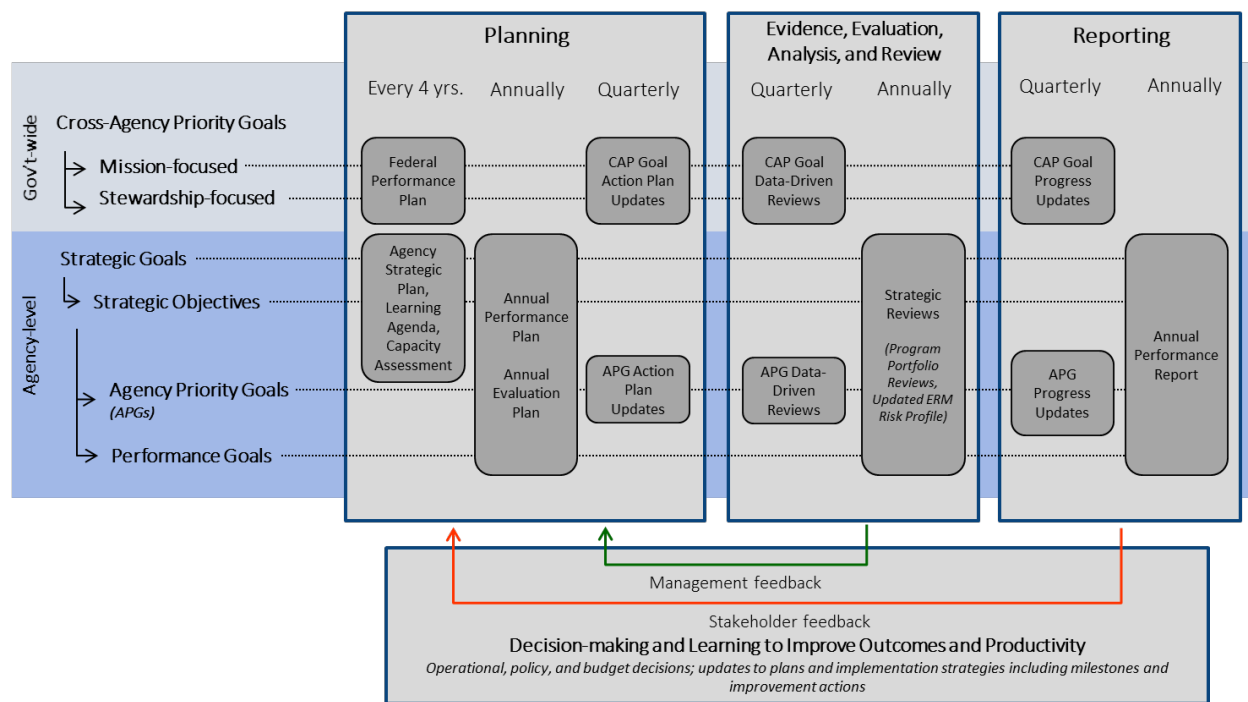 Planning
Evidence, Evaluation,
Analysis, and Review
Reporting
Every 4 yrs.
Annually
Quarterly
Quarterly
Annually
Quarterly
Annually
Gov't-wide
Cross-Agency Priority Goals
Mission-focused
Stewardship-focused
Federal
Performance
Plan
CAP Goal
Action Plan
Updates
CAP Goal
Data-Driven
Reviews
CAP Goal
Progress
Updates
Agency-level
Strategic Goals
Strategic Objectives
Agency Priority Goals
(APGs)
Performance Goals
Agency
Strategic
Plan,
Learning
Agenda,
Capacity
Assessment
Annual
Performance
Plan
Annual
Evaluation
Plan
APG Action
Plan
Updates
APG Data-
Driven
Reviews
Strategic
Reviews
(Program
Portfolio
Reviews,
Updated ERM
Risk Profile)
APG
Progress
Updates
Annual
Performance
Report
Management feedback
Stakeholder feedback
Decision-making and Learning to Improve Outcomes and Productivity
Operational, policy, and budget decisions; updates to plans and implementation strategies including milestones and
improvement actions